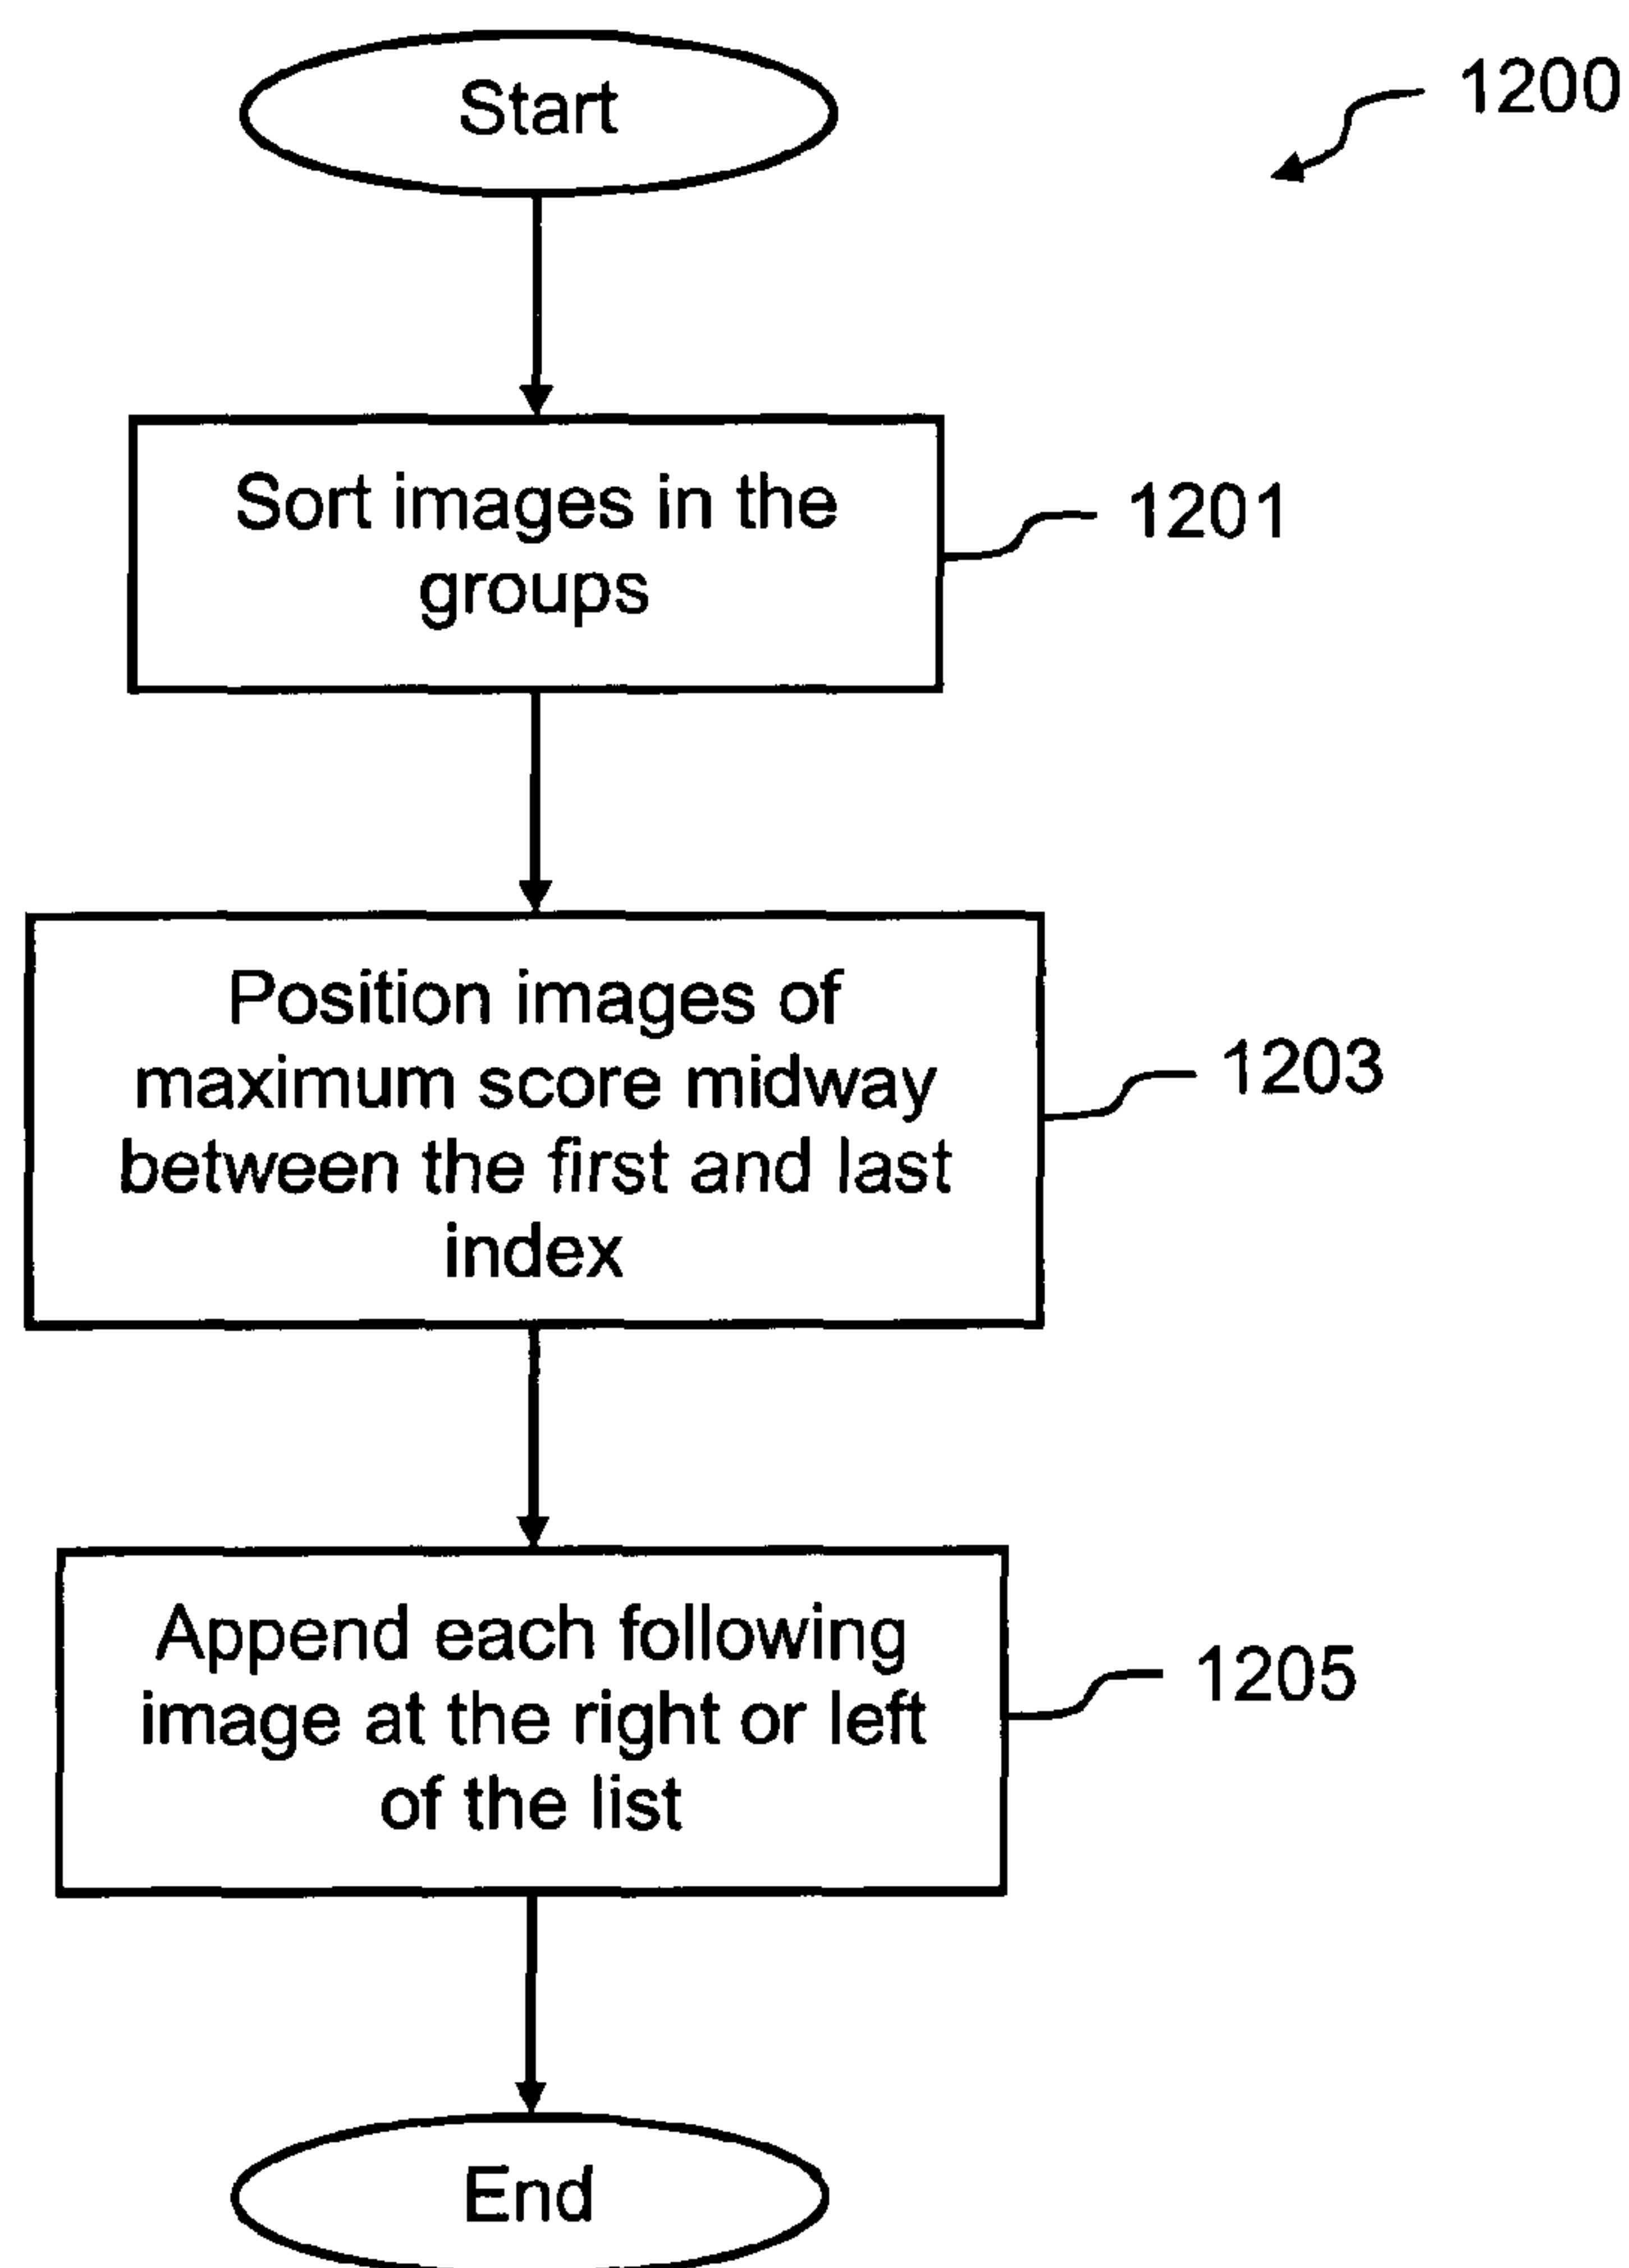 Start
1200
Sort images in the
groups
1201
Position images of
maximum score midway
between the first and last
index
1203
Append each following
image at the right or left
of the list
1205
End